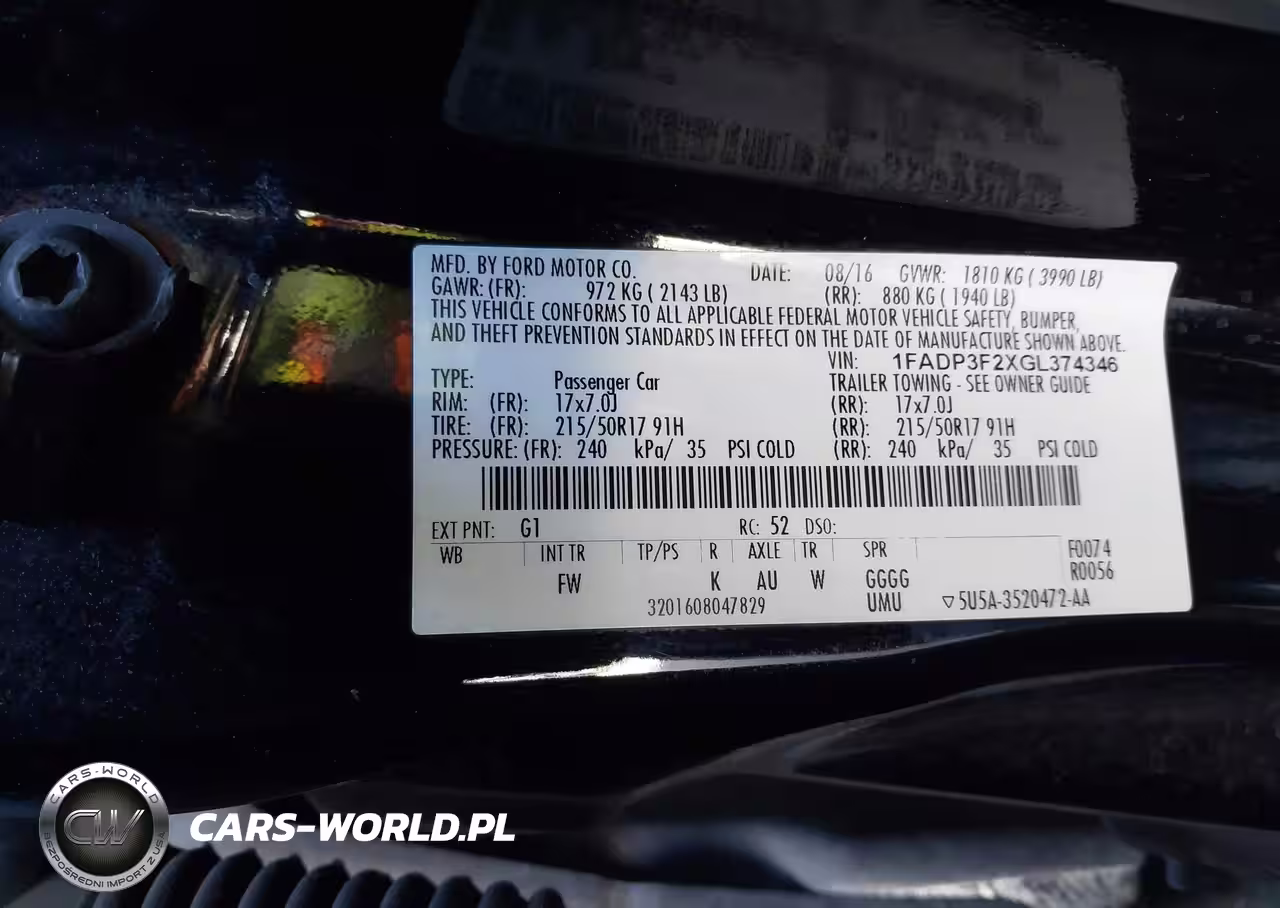 MFD. BY FORD MOTOR CO. DATE: 08/16 GVWR: 1810 KG ( 3990 LB)
GAWR: (FR): 972 KG ( 2143 LB) (RR): 880 KG ( 1940 LB)
THIS VEHICLE CONFORMS TO ALL APPLICABLE FEDERAL MOTOR VEHICLE SAFETY, BUMPER,
AND THEFT PREVENTION STANDARDS IN EFFECT ON THE DATE OF MANUFACTURE SHOWN ABOVE.
VIN: 1FADP3F2XGL374346
TYPE: Passenger Car TRAILER TOWING - SEE OWNER GUIDE
RIM: (FR): 17x7.0J (RR): 17x7.0J
TIRE: (FR): 215/50R17 91H (RR): 215/50R17 91H
PRESSURE: (FR): 240 kPa/ 35 PSI COLD (RR): 240 kPa/ 35 PSI COLD
EXT PNT: G1 RC: 52 DSO:
WB INT TR TP/PS R AXLE TR SPR F0074
FW K AU W GGGG R0056
3201608047829 UMU ▽5U5A-3520472-AA
CARS-WORLD
CW
BEZPOŚREDNI IMPORT Z USA
CARS-WORLD.PL